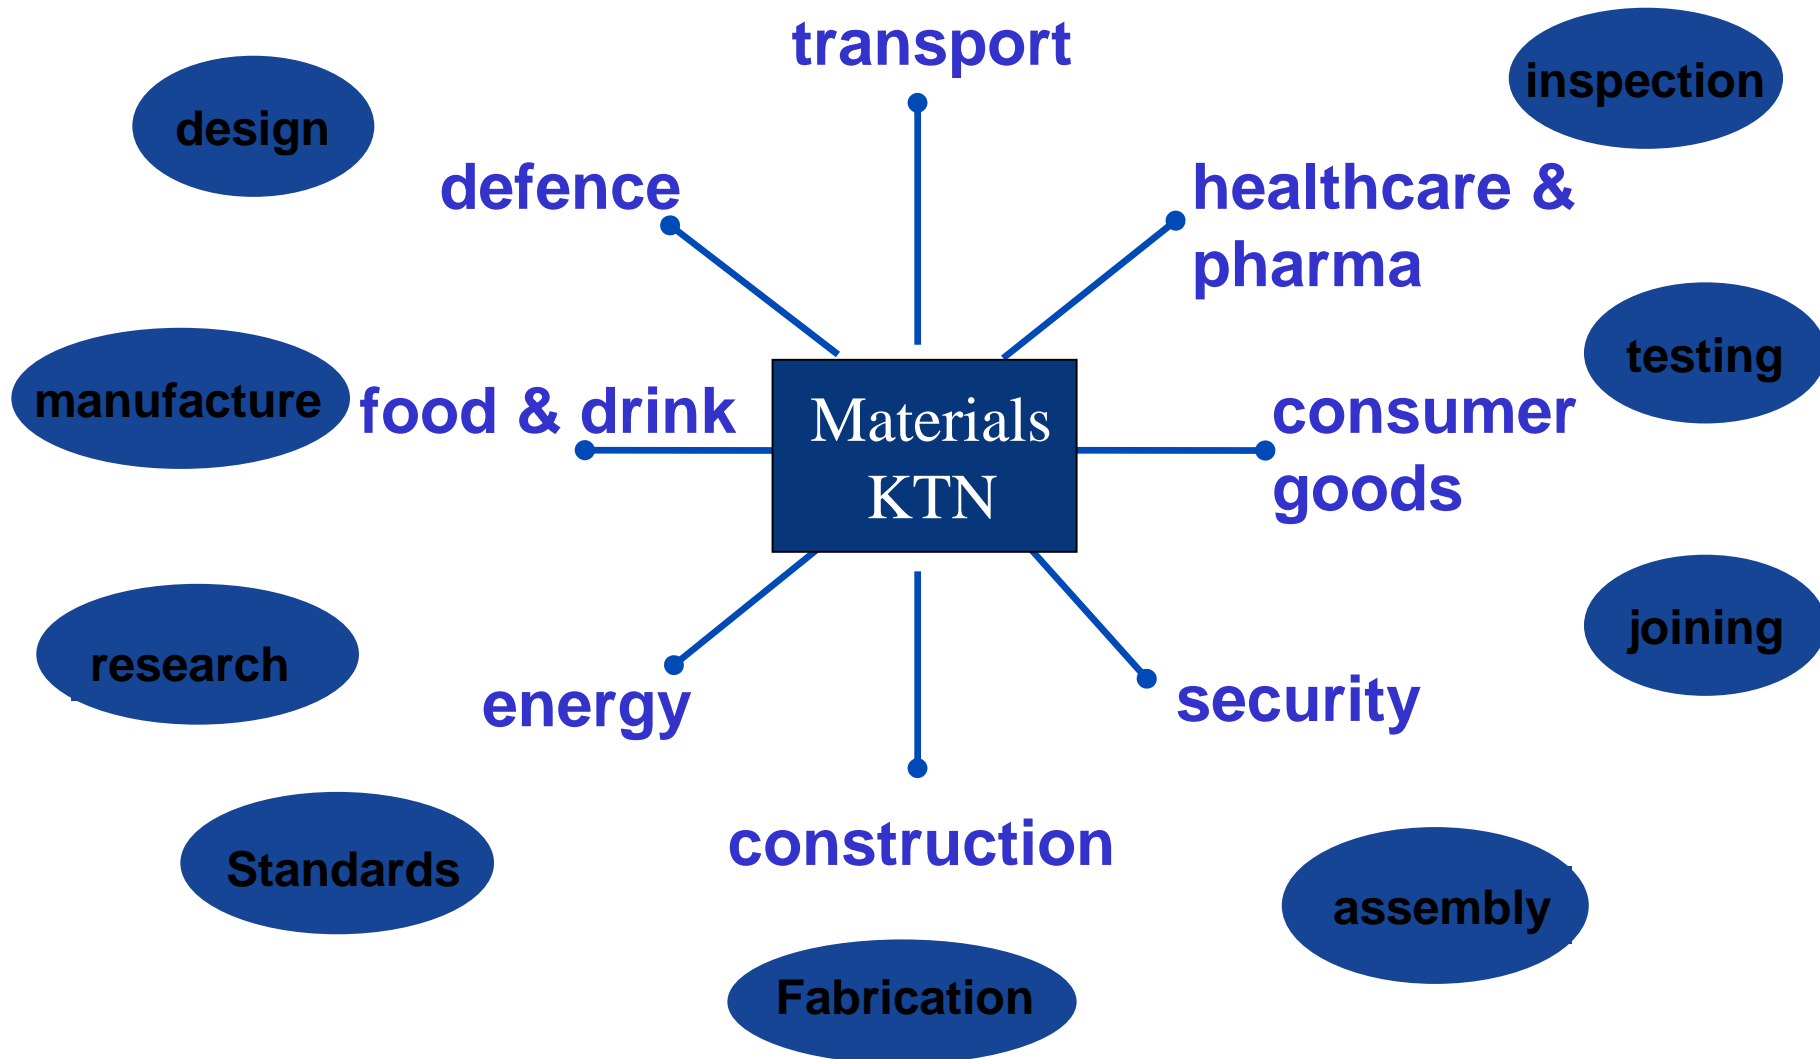 transport
inspection
design
defence
healthcare &
pharma
testing
manufacture
food & drink
Materials
KTN
consumer
goods
joining
research
energy
security
Standards
construction
assembly
Fabrication